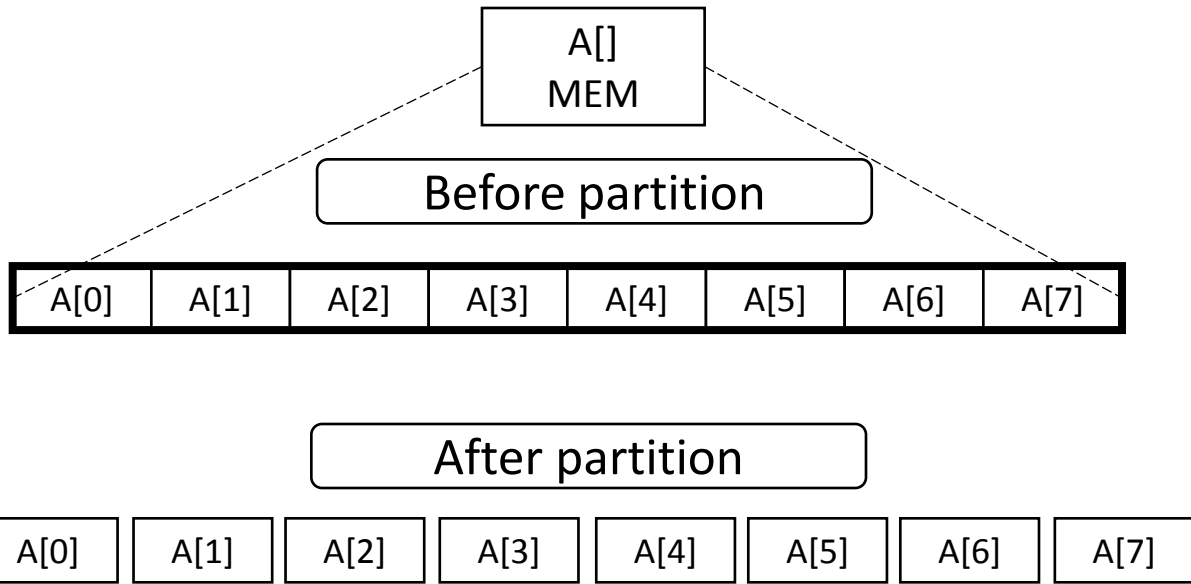 A[]
MEM
Before partition
A[0] A[1] A[2] A[3] A[4] A[5] A[6] A[7]
After partition
A[0] A[1] A[2] A[3] A[4] A[5] A[6] A[7]